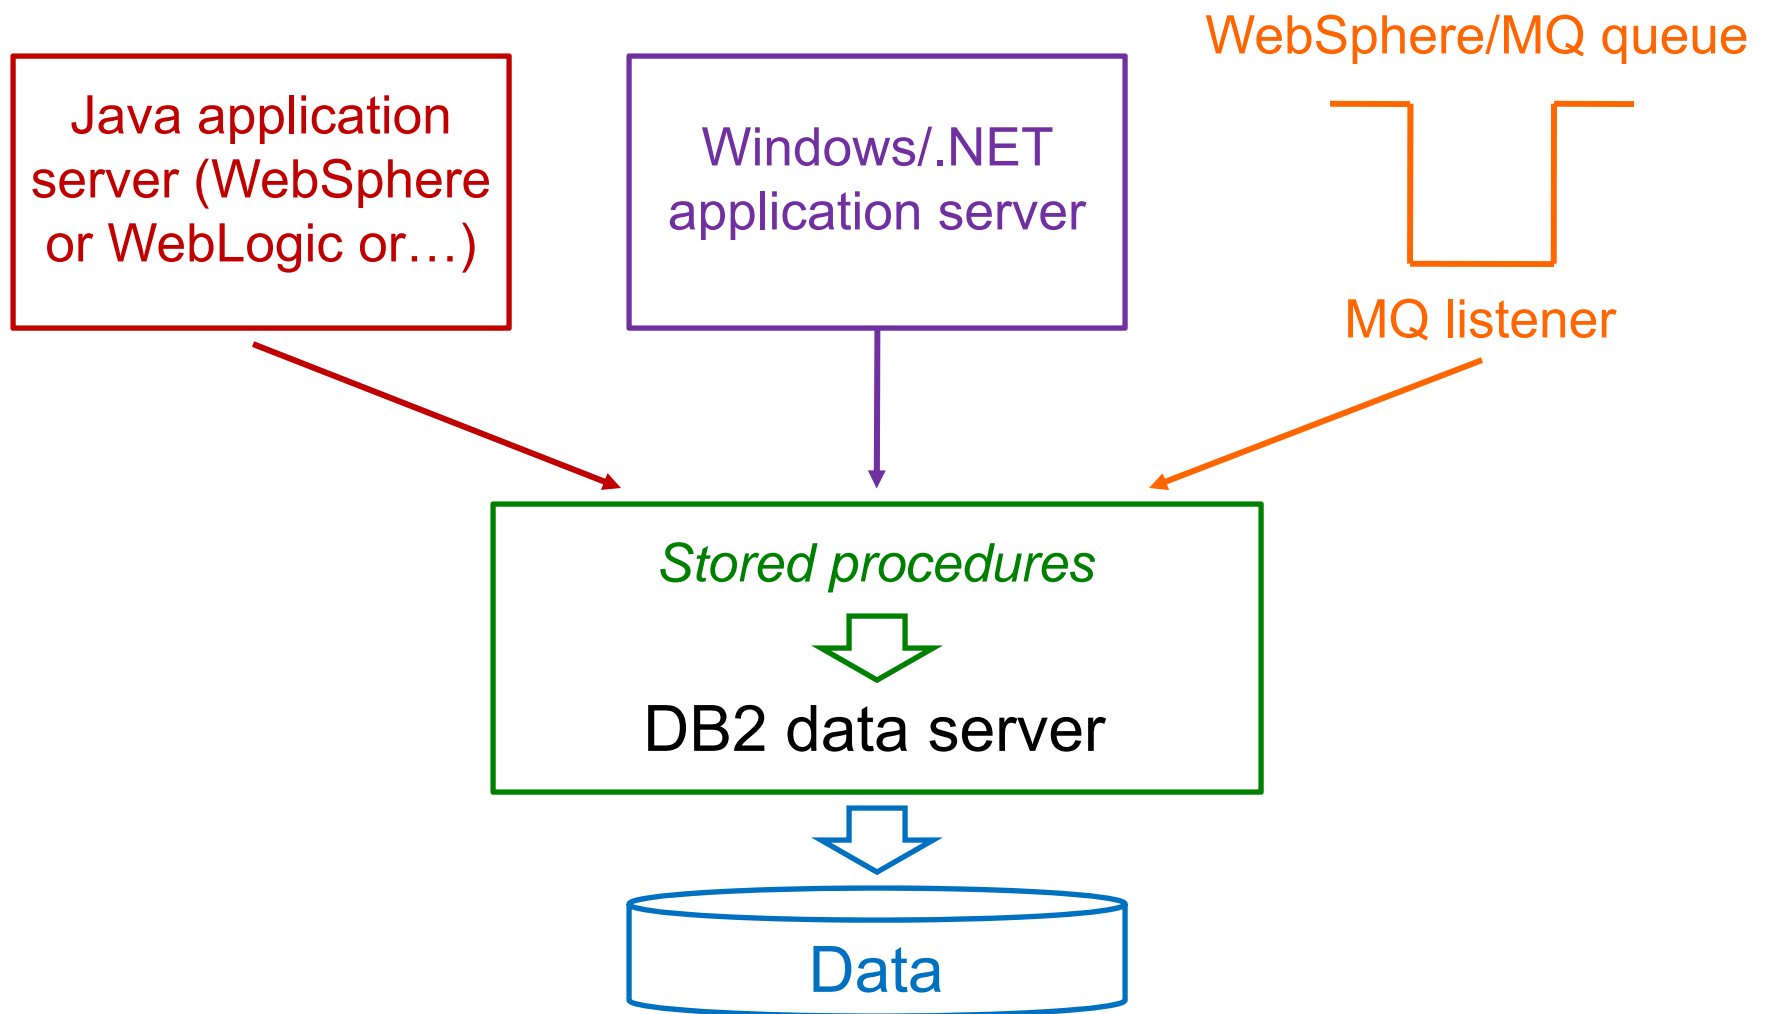 WebSphere/MQ queue
Java application
server (WebSphere
or WebLogic or…)
Windows/.NET
application server
MQ listener
Stored procedures
DB2 data server
Data